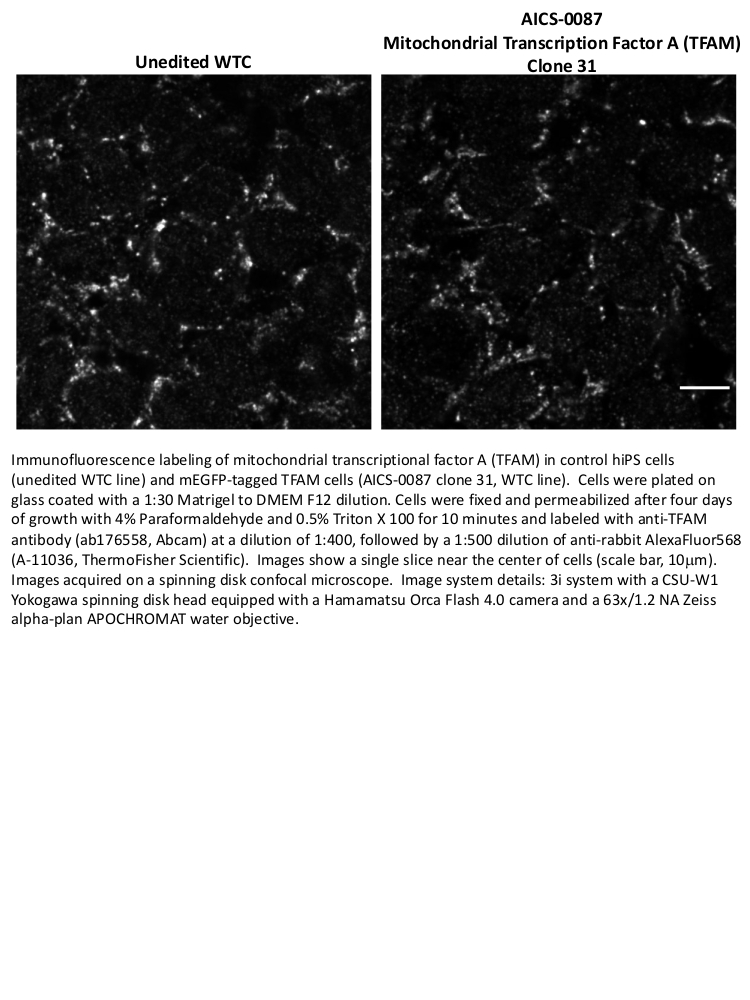 AICS-0087
Mitochondrial Transcription Factor A (TFAM)
Unedited WTC
Clone 31
Immunofluorescence labeling of mitochondrial transcriptional factor A (TFAM) in control hiPS cells
(unedited WTC line) and mEGFP-tagged TFAM cells (AICS-0087 clone 31, WTC line).  Cells were plated on
glass coated with a 1:30 Matrigel to DMEM F12 dilution. Cells were fixed and permeabilized after four days
of growth with 4% Paraformaldehyde and 0.5% Triton X 100 for 10 minutes and labeled with anti-TFAM
antibody (ab176558, Abcam) at a dilution of 1:400, followed by a 1:500 dilution of anti-rabbit AlexaFluor568
(A-11036, ThermoFisher Scientific).  Images show a single slice near the center of cells (scale bar, 10μm).
Images acquired on a spinning disk confocal microscope.  Image system details: 3i system with a CSU-W1
Yokogawa spinning disk head equipped with a Hamamatsu Orca Flash 4.0 camera and a 63x/1.2 NA Zeiss
alpha-plan APOCHROMAT water objective.